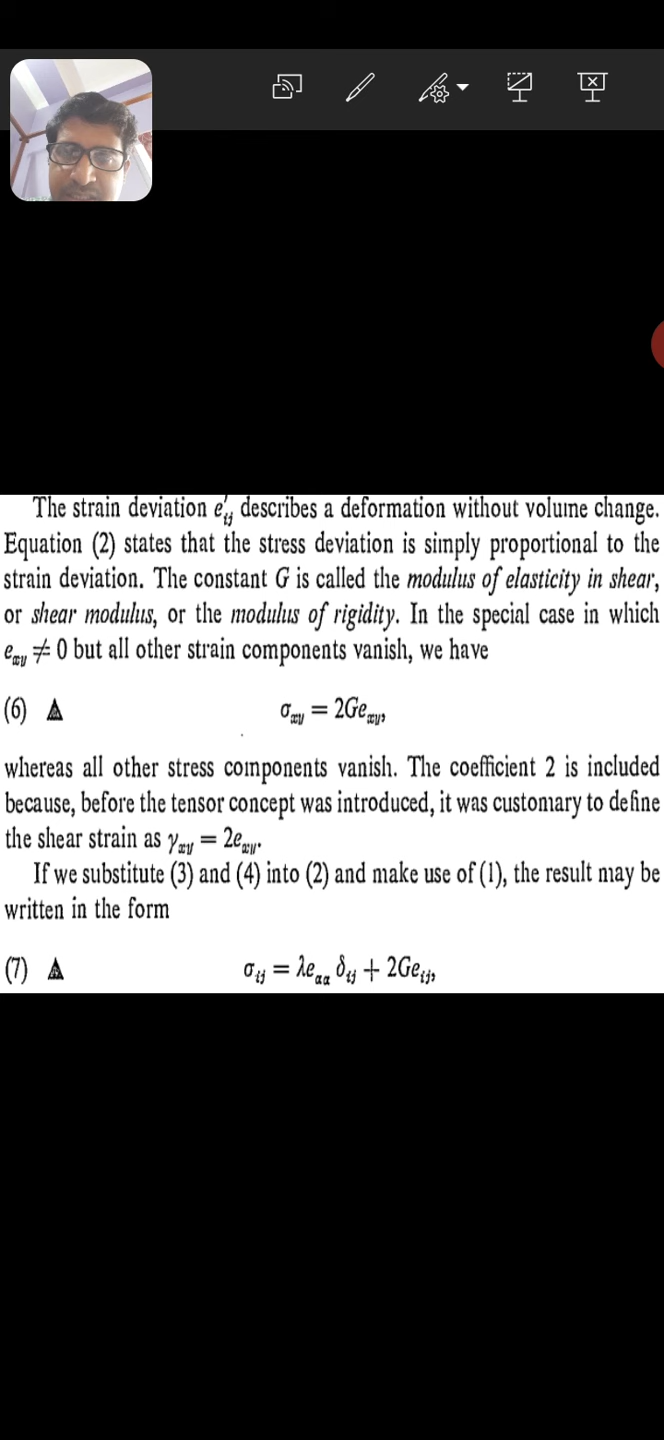 The strain deviation e′ᵢⱼ describes a deformation without volume change.
Equation (2) states that the stress deviation is simply proportional to the
strain deviation. The constant G is called the modulus of elasticity in shear,
or shear modulus, or the modulus of rigidity. In the special case in which
e_xy ≠ 0 but all other strain components vanish, we have
(6) ▲ σ_xy = 2Ge_xy,
whereas all other stress components vanish. The coefficient 2 is included
because, before the tensor concept was introduced, it was customary to define
the shear strain as γ_xy = 2e_xy.
If we substitute (3) and (4) into (2) and make use of (1), the result may be
written in the form
(7) ▲ σᵢⱼ = λe_αα δᵢⱼ + 2Geᵢⱼ,